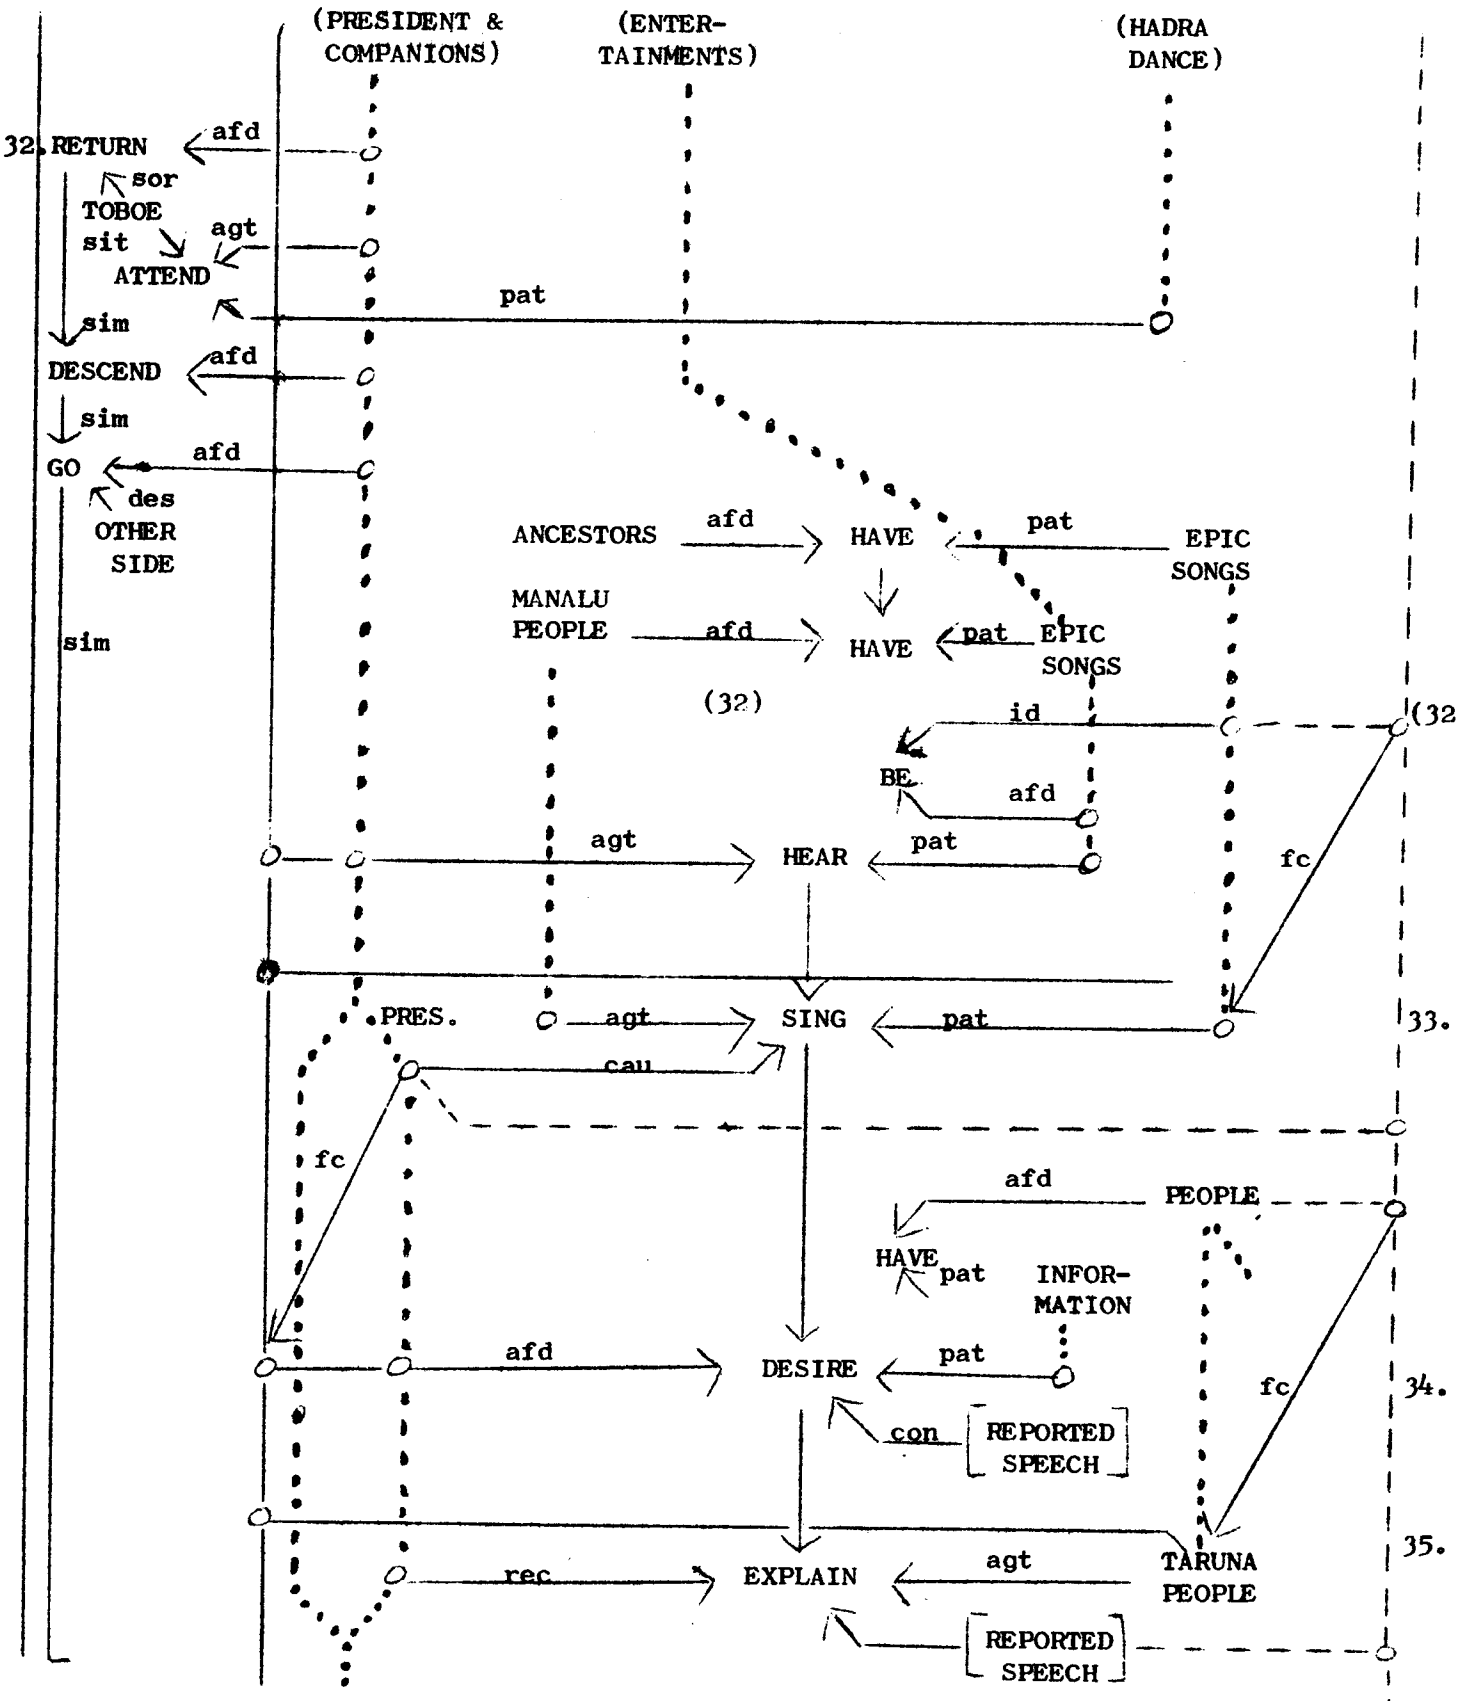 (PRESIDENT &
COMPANIONS)
(ENTER-
TAINMENTS)
(HADRA
DANCE)
32. RETURN
afd
sor
TOBOE
sit
agt
ATTEND
pat
sim
DESCEND
afd
sim
GO
afd
des
OTHER
SIDE
sim
ANCESTORS
afd
HAVE
pat
EPIC
SONGS
MANALU
PEOPLE
afd
HAVE
pat
EPIC
SONGS
(32)
id
(32
BE
afd
agt
HEAR
pat
fc
PRES.
agt
SING
pat
33.
cau
fc
afd
PEOPLE
HAVE
pat
INFOR-
MATION
afd
DESIRE
pat
fc
34.
con
REPORTED
SPEECH
rec
EXPLAIN
agt
TARUNA
PEOPLE
35.
REPORTED
SPEECH